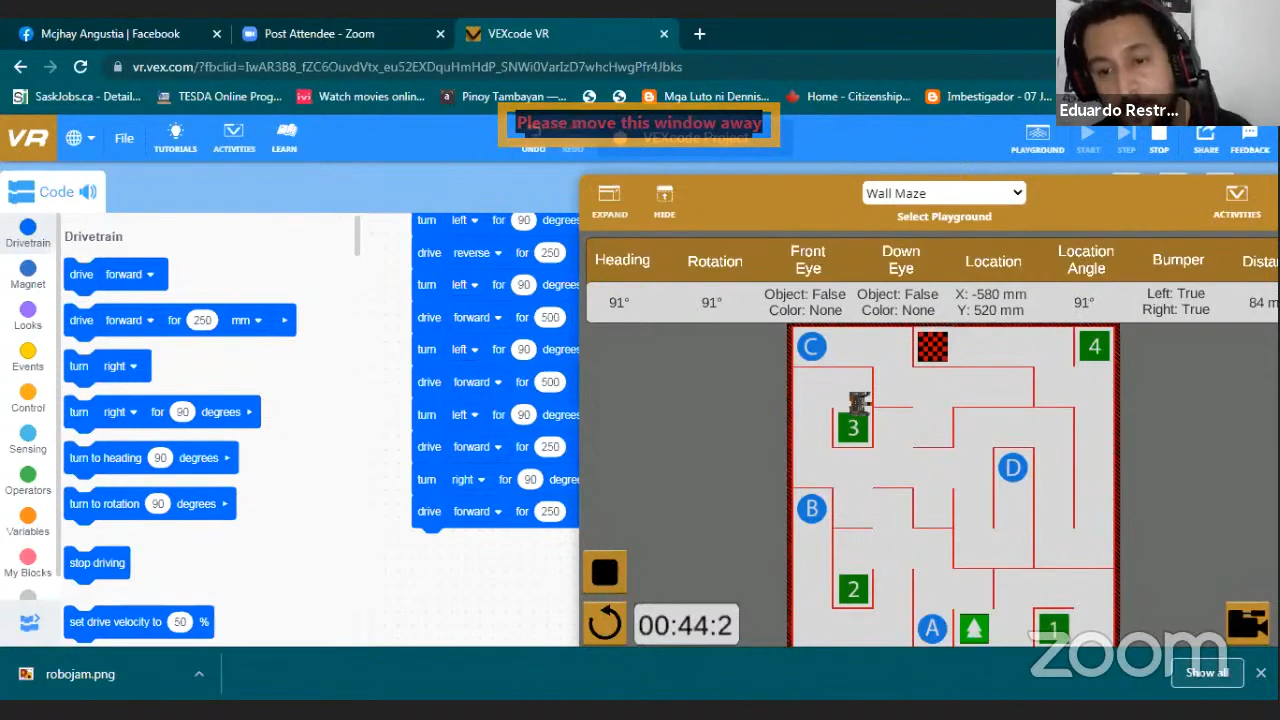 Mcjhay Angustia | Facebook
Post Attendee - Zoom
VEXcode VR
vr.vex.com/?fbclid=IwAR3B8_fZC6OuvdVtx_eu52EXDquHmHdP_SNWi0VarIzD7whcHwgPfr4Jbks
SaskJobs.ca - Detail...
TESDA Online Prog...
Watch movies onlin...
Pinoy Tambayan —...
Mga Luto ni Dennis...
Home - Citizenship...
Imbestigador - 07 J...
Eduardo Restr...
Please move this window away
VR
File
TUTORIALS
ACTIVITIES
LEARN
UNDO
REDO
VEXcode Project
PLAYGROUND
START
STEP
STOP
SHARE
FEEDBACK
Code
EXPAND
HIDE
Wall Maze
Select Playground
ACTIVITIES
Drivetrain
Magnet
Looks
Events
Control
Sensing
Operators
Variables
My Blocks
Drivetrain
drive forward
drive forward for 250 mm
turn right
turn right for 90 degrees
turn to heading 90 degrees
turn to rotation 90 degrees
stop driving
set drive velocity to 50 %
turn left for 90 degrees
drive reverse for 250
turn left for 90 degrees
drive forward for 500
turn left for 90 degrees
drive forward for 500
turn left for 90 degrees
drive forward for 250
turn right for 90 degre
drive forward for 250
Heading
Rotation
Front Eye
Down Eye
Location
Location Angle
Bumper
Distan
91°
91°
Object: False
Color: None
Object: False
Color: None
X: -580 mm
Y: 520 mm
91°
Left: True
Right: True
84 m
C
4
3
D
B
2
A
1
00:44:2
zoom
robojam.png
Show all